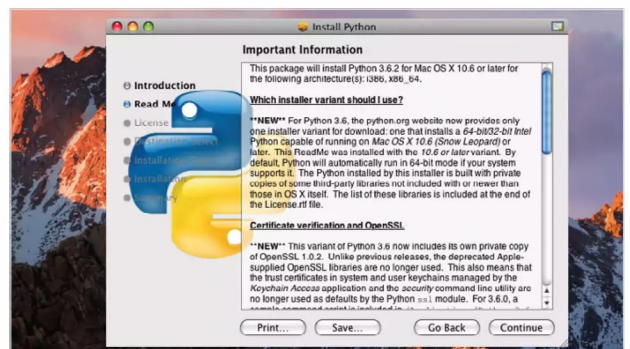 Install Python
Important Information
Introduction
Read Me
License
Destination Select
Installation
Installation
Summary
This package will install Python 3.6.2 for Mac OS X 10.6 or later for
the following architecture(s): i386, x86_64.
Which installer variant should I use?
**NEW** For Python 3.6, the python.org website now provides only
one installer variant for download: one that installs a 64-bit/32-bit Intel
Python capable of running on Mac OS X 10.6 (Snow Leopard) or
later. This ReadMe was installed with the 10.6 or later variant. By
default, Python will automatically run in 64-bit mode if your system
supports it. The Python installed by this installer is built with private
copies of some third-party libraries not included with or newer than
those in OS X itself. The list of these libraries is included at the end of
the License.rtf file.
Certificate verification and OpenSSL
**NEW** This variant of Python 3.6 now includes its own private copy
of OpenSSL 1.0.2. Unlike previous releases, the deprecated Apple-
supplied OpenSSL libraries are no longer used. This also means that
the trust certificates in system and user keychains managed by the
Keychain Access application and the security command line utility are
no longer used as defaults by the Python ssl module. For 3.6.0, a
sample command script is included in
Print...
Save...
Go Back
Continue